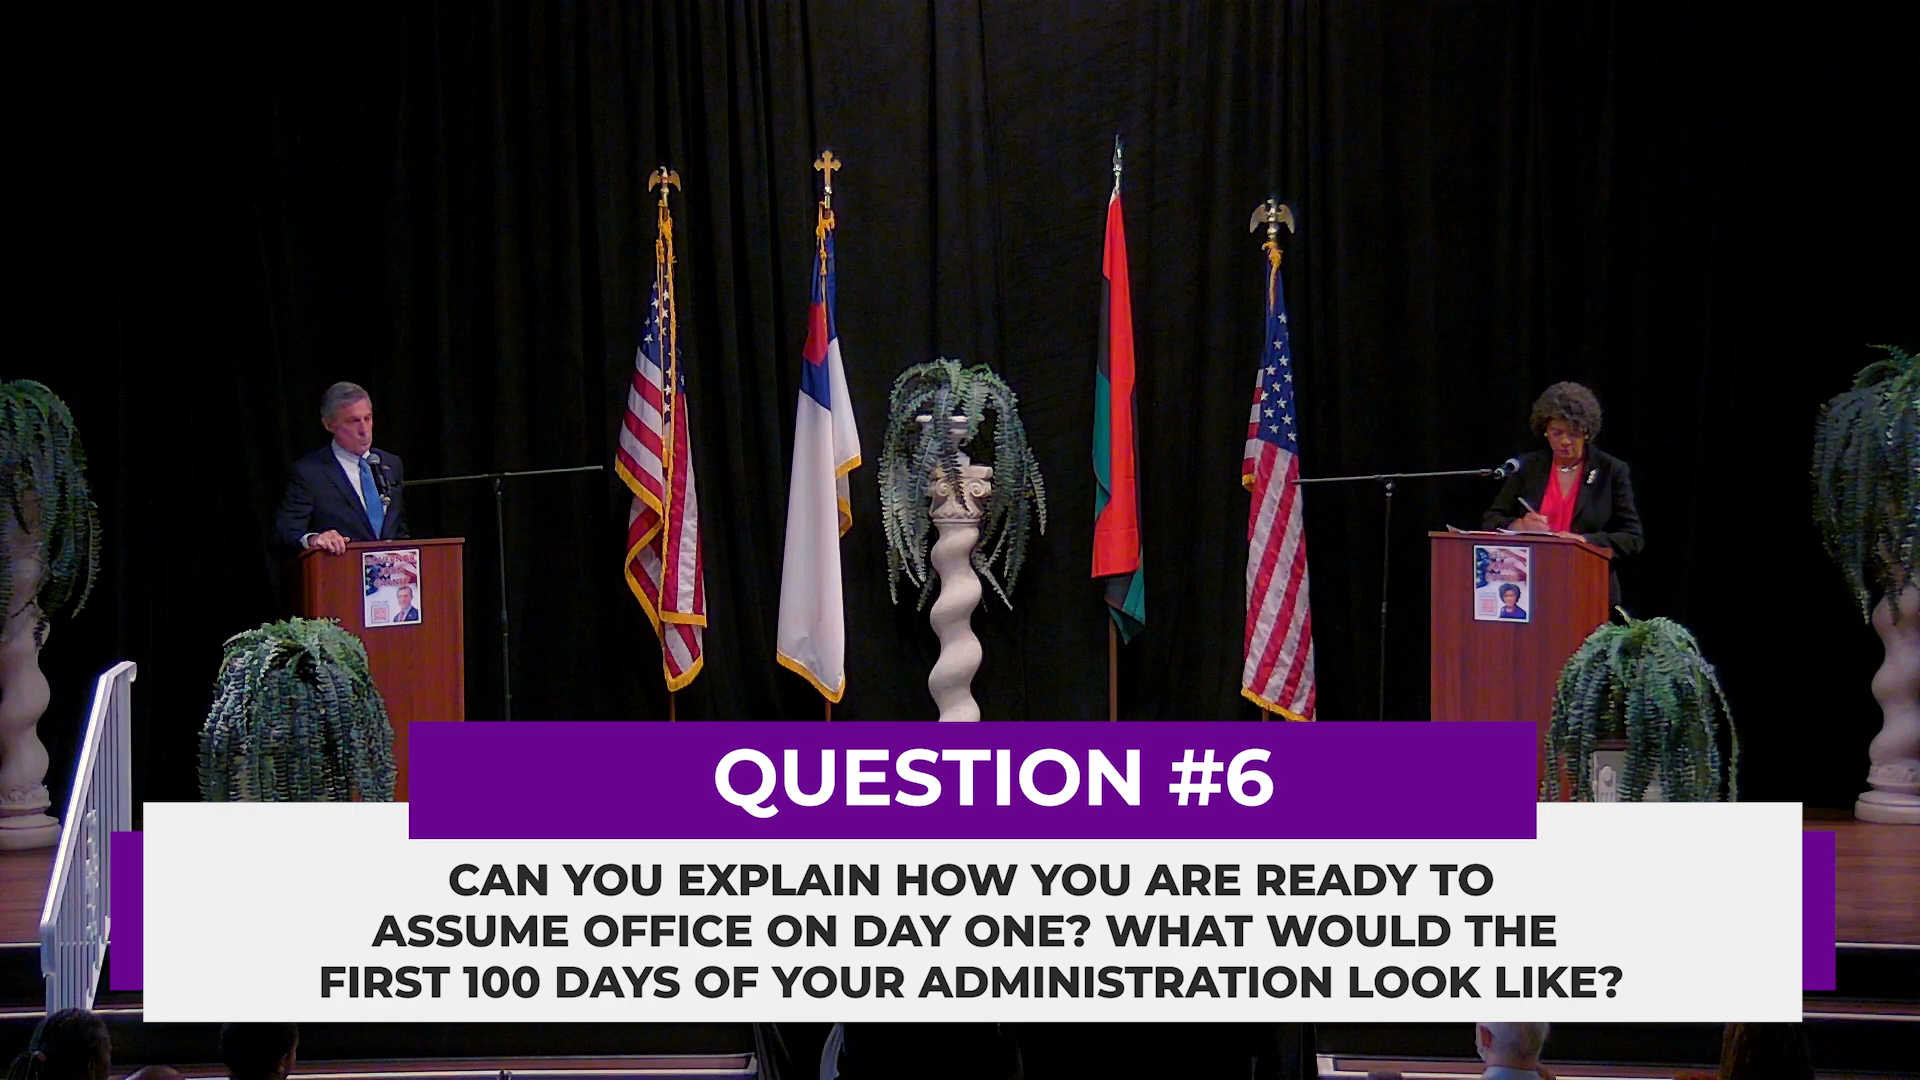 QUESTION #6
CAN YOU EXPLAIN HOW YOU ARE READY TO
ASSUME OFFICE ON DAY ONE? WHAT WOULD THE
FIRST 100 DAYS OF YOUR ADMINISTRATION LOOK LIKE?